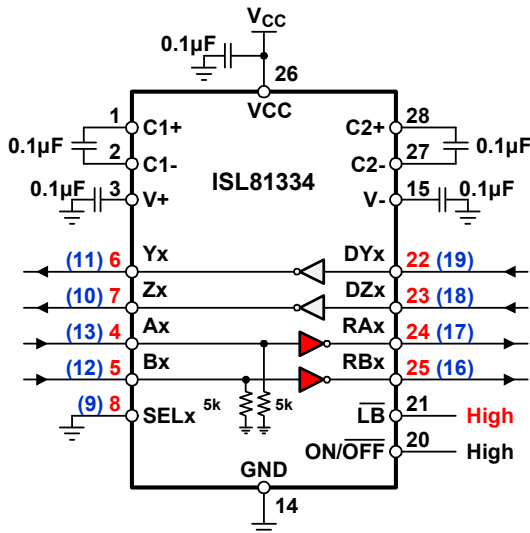 VCC
0.1µF
26
VCC
1 C1+ C2+ 28
0.1µF 0.1µF
2 C1- C2- 27
ISL81334
0.1µF 3 V+ V- 15 0.1µF
(11) 6 Yx DYx 22 (19)
(10) 7 Zx DZx 23 (18)
(13) 4 Ax RAx 24 (17)
(12) 5 Bx RBx 25 (16)
(9) 8 SELx 5k 5k LB 21 High
ON/OFF 20 High
GND
14